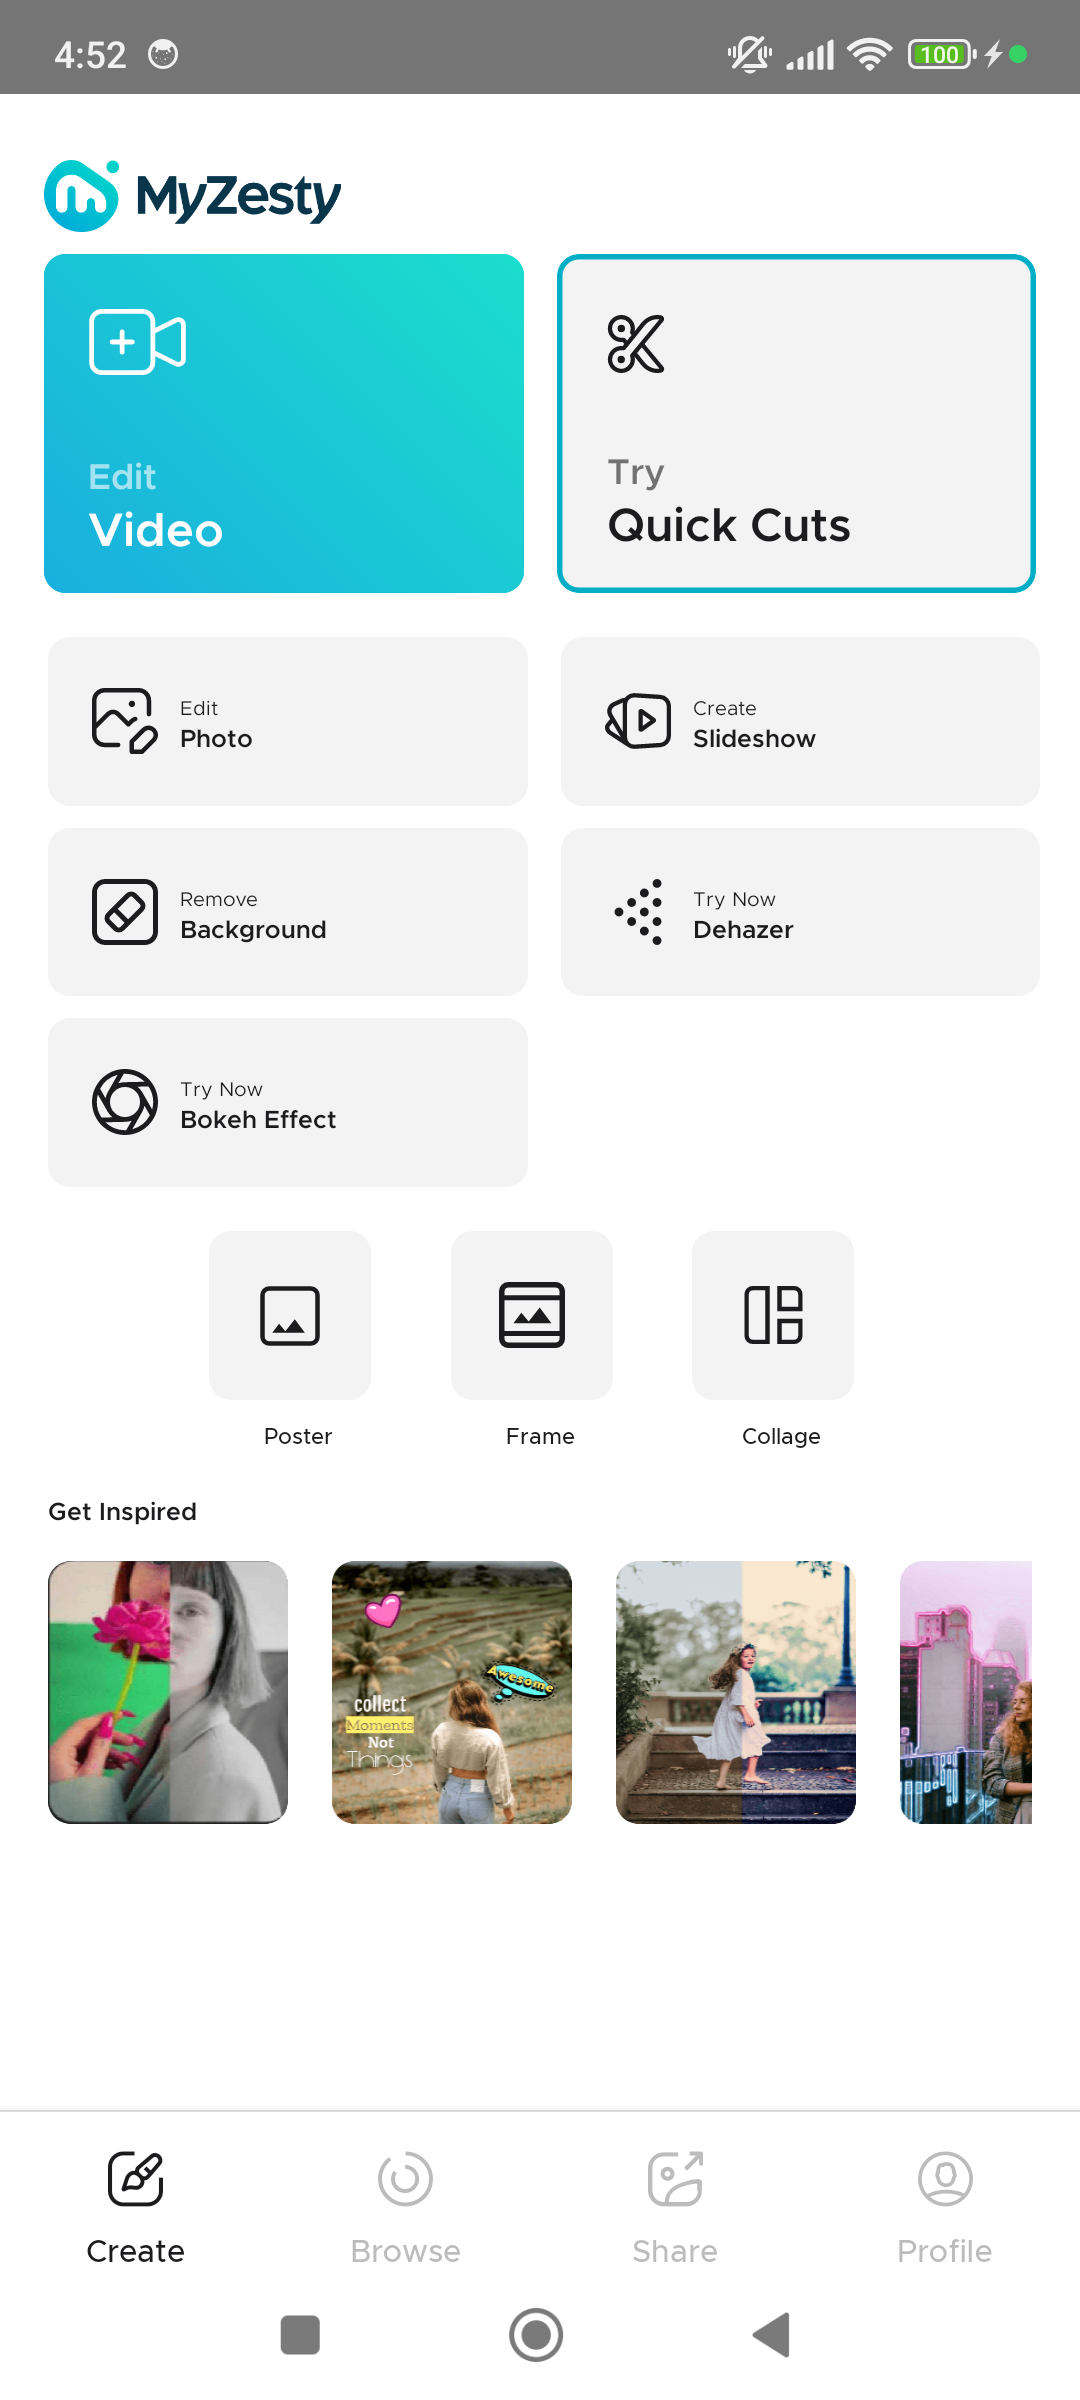 4:52
100
MyZesty
Edit
Video
Try
Quick Cuts
Edit
Photo
Create
Slideshow
Remove
Background
Try Now
Dehazer
Try Now
Bokeh Effect
Poster
Frame
Collage
Get Inspired
Awesome
collect
Moments
Not
Things
Create
Browse
Share
Profile